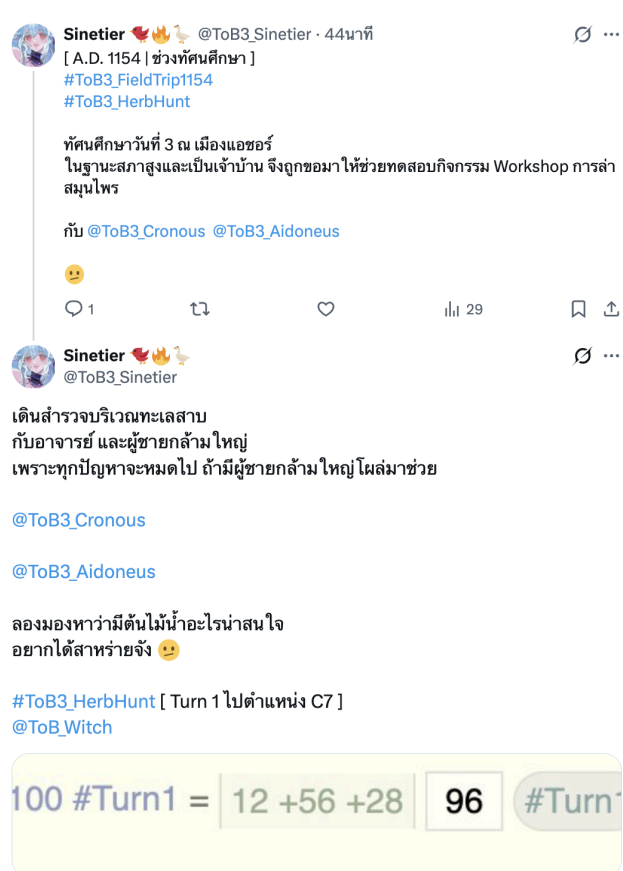 Sinetier 🐦‍🔥🪿 @ToB3_Sinetier · 44นาที
[ A.D. 1154 | ช่วงทัศนศึกษา ]
#ToB3_FieldTrip1154
#ToB3_HerbHunt
ทัศนศึกษาวันที่ 3 ณ เมืองแอชอร์
ในฐานะสภาสูงและเป็นเจ้าบ้าน จึงถูกขอมาให้ช่วยทดสอบกิจกรรม Workshop การล่า
สมุนไพร
กับ @ToB3_Cronous @ToB3_Aidoneus
🫤
1 29
Sinetier 🐦‍🔥🪿
@ToB3_Sinetier
เดินสำรวจบริเวณทะเลสาบ
กับอาจารย์ และผู้ชายกล้ามใหญ่
เพราะทุกปัญหาจะหมดไป ถ้ามีผู้ชายกล้ามใหญ่โผล่มาช่วย
@ToB3_Cronous
@ToB3_Aidoneus
ลองมองหาว่ามีต้นไม้น้ำอะไรน่าสนใจ
อยากได้สาหร่ายจัง 🫤
#ToB3_HerbHunt [ Turn 1 ไปตำแหน่ง C7 ]
@ToB_Witch
100 #Turn1 = 12 +56 +28 96 #Turn